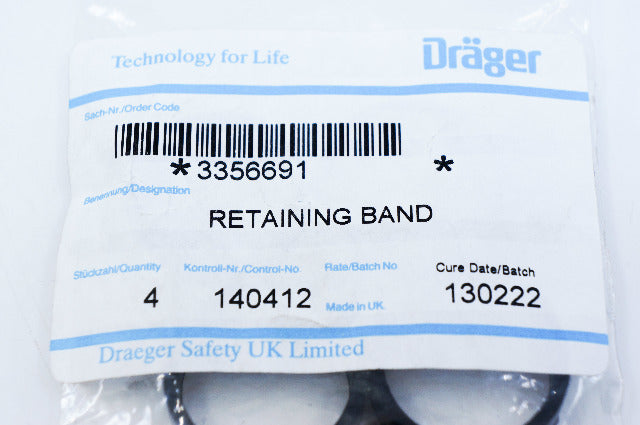 Technology for Life
Dräger
Sach-Nr./Order Code
*3356691 *
Benennung/Designation
RETAINING BAND
Stückzahl/Quantity Kontroll-Nr./Control-No Rate/Batch No Cure Date/Batch
4 140412 Made in UK 130222
Draeger Safety UK Limited